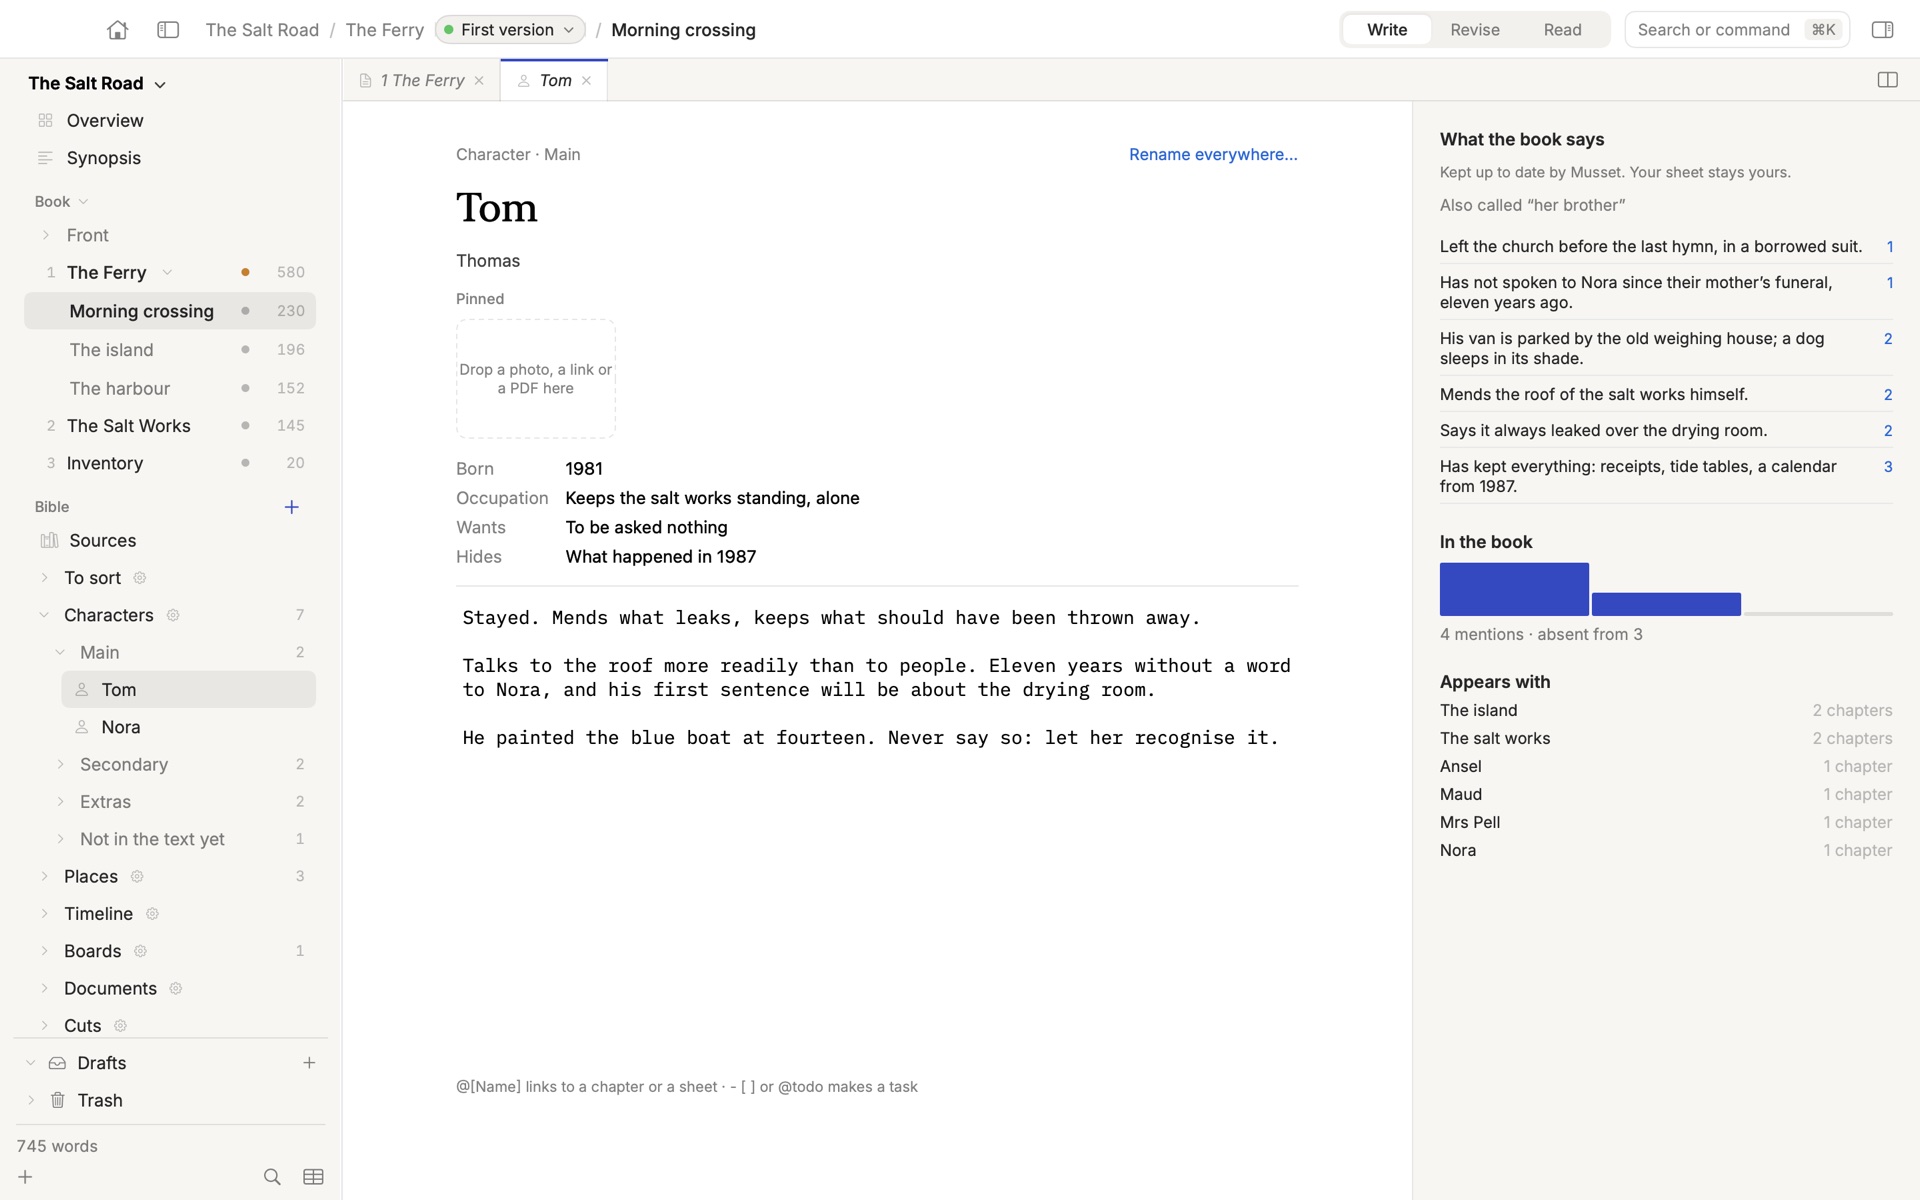 The Salt Road / The Ferry First version / Morning crossing
Write Revise Read
Search or command ⌘K
The Salt Road
Overview
Synopsis
Book
Front
1 The Ferry 580
Morning crossing 230
The island 196
The harbour 152
2 The Salt Works 145
3 Inventory 20
Bible
Sources
To sort
Characters 7
Main 2
Tom
Nora
Secondary 2
Extras 2
Not in the text yet 1
Places 3
Timeline
Boards 1
Documents
Cuts
Drafts
Trash
745 words
1 The Ferry
Tom
Character · Main
Rename everywhere...
Tom
Thomas
Pinned
Drop a photo, a link or
a PDF here
Born 1981
Occupation Keeps the salt works standing, alone
Wants To be asked nothing
Hides What happened in 1987
Stayed. Mends what leaks, keeps what should have been thrown away.
Talks to the roof more readily than to people. Eleven years without a word
to Nora, and his first sentence will be about the drying room.
He painted the blue boat at fourteen. Never say so: let her recognise it.
@[Name] links to a chapter or a sheet · - [ ] or @todo makes a task
What the book says
Kept up to date by Musset. Your sheet stays yours.
Also called “her brother”
Left the church before the last hymn, in a borrowed suit. 1
Has not spoken to Nora since their mother’s funeral, 1
eleven years ago.
His van is parked by the old weighing house; a dog 2
sleeps in its shade.
Mends the roof of the salt works himself. 2
Says it always leaked over the drying room. 2
Has kept everything: receipts, tide tables, a calendar 3
from 1987.
In the book
4 mentions · absent from 3
Appears with
The island 2 chapters
The salt works 2 chapters
Ansel 1 chapter
Maud 1 chapter
Mrs Pell 1 chapter
Nora 1 chapter